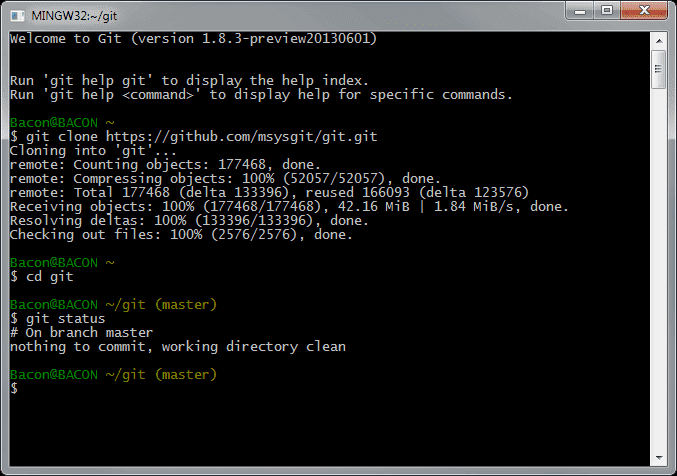 MINGW32:~/git
Welcome to Git (version 1.8.3-preview20130601)
Run 'git help git' to display the help index.
Run 'git help <command>' to display help for specific commands.
Bacon@BACON ~
$ git clone https://github.com/msysgit/git.git
Cloning into 'git'...
remote: Counting objects: 177468, done.
remote: Compressing objects: 100% (52057/52057), done.
remote: Total 177468 (delta 133396), reused 166093 (delta 123576)
Receiving objects: 100% (177468/177468), 42.16 MiB | 1.84 MiB/s, done.
Resolving deltas: 100% (133396/133396), done.
Checking out files: 100% (2576/2576), done.
Bacon@BACON ~
$ cd git
Bacon@BACON ~/git (master)
$ git status
# On branch master
nothing to commit, working directory clean
Bacon@BACON ~/git (master)
$